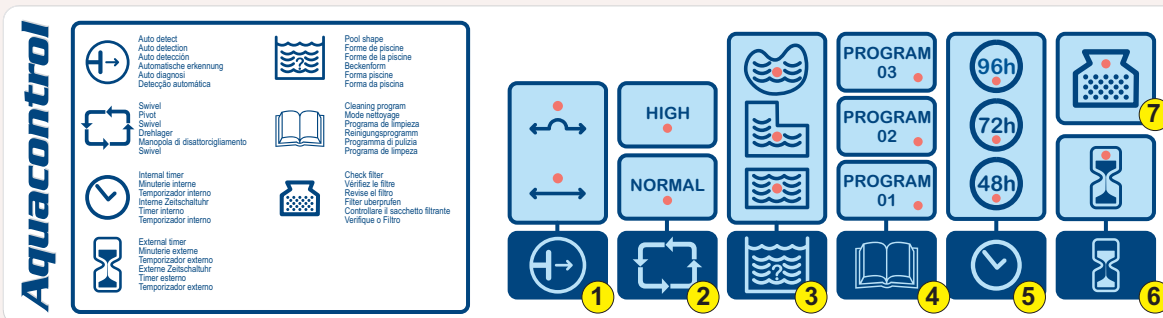 Aquacontrol
Auto detect
Auto detection
Auto detección
Automatische erkennung
Auto diagnosi
Detecção automática
Swivel
Pivot
Swivel
Drehlager
Manopola di disattorcigliamento
Swivel
Internal timer
Minuterie interne
Temporizador interno
Interne Zeitschaltuhr
Timer interno
Temporizador interno
External timer
Minuterie externe
Temporizador externo
Externe Zeitschaltuhr
Timer esterno
Temporizador externo
Pool shape
Forme de piscine
Forme de la piscine
Beckenform
Forma piscine
Forma da piscina
Cleaning program
Mode nettoyage
Programa de limpieza
Reinigungsprogramm
Programma di pulizia
Programa de limpeza
Check filter
Vérifiez le filtre
Revise el filtro
Filter uberprufen
Controllare il sacchetto filtrante
Verifique o Filtro
?
1
HIGH
NORMAL
2
?
3
PROGRAM
03
PROGRAM
02
PROGRAM
01
4
96h
72h
48h
5
7
6